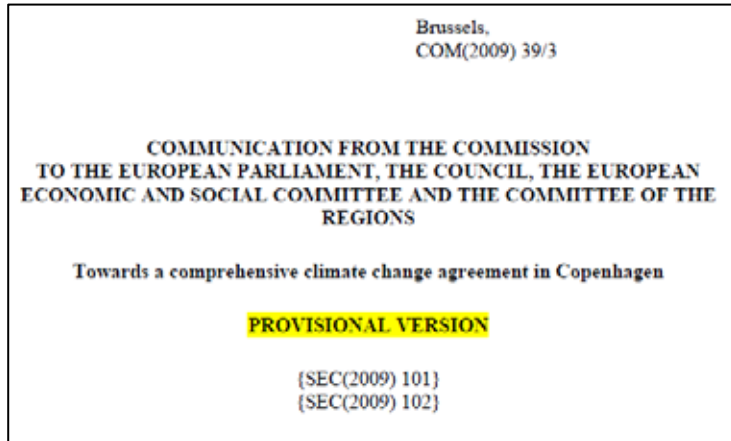 Brussels,
COM(2009) 39/3
COMMUNICATION FROM THE COMMISSION
TO THE EUROPEAN PARLIAMENT, THE COUNCIL, THE EUROPEAN
ECONOMIC AND SOCIAL COMMITTEE AND THE COMMITTEE OF THE
REGIONS
Towards a comprehensive climate change agreement in Copenhagen
PROVISIONAL VERSION
{SEC(2009) 101}
{SEC(2009) 102}